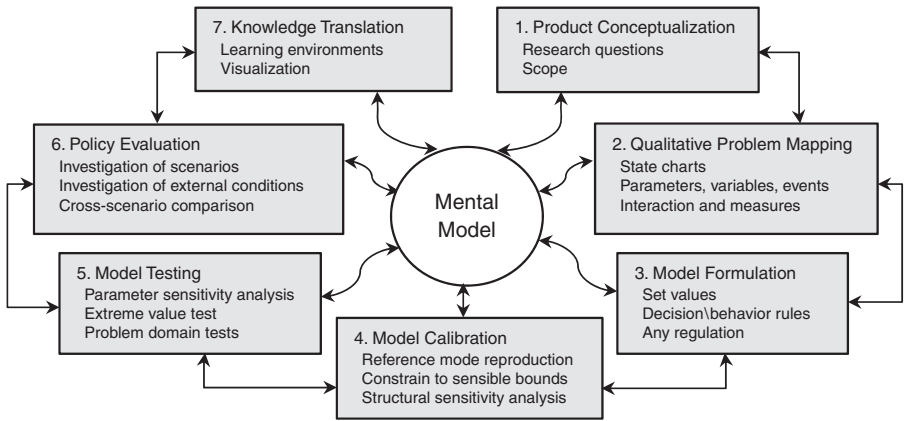 7. Knowledge Translation
Learning environments
Visualization
1. Product Conceptualization
Research questions
Scope
6. Policy Evaluation
Investigation of scenarios
Investigation of external conditions
Cross-scenario comparison
Mental
Model
2. Qualitative Problem Mapping
State charts
Parameters, variables, events
Interaction and measures
5. Model Testing
Parameter sensitivity analysis
Extreme value test
Problem domain tests
3. Model Formulation
Set values
Decision\behavior rules
Any regulation
4. Model Calibration
Reference mode reproduction
Constrain to sensible bounds
Structural sensitivity analysis